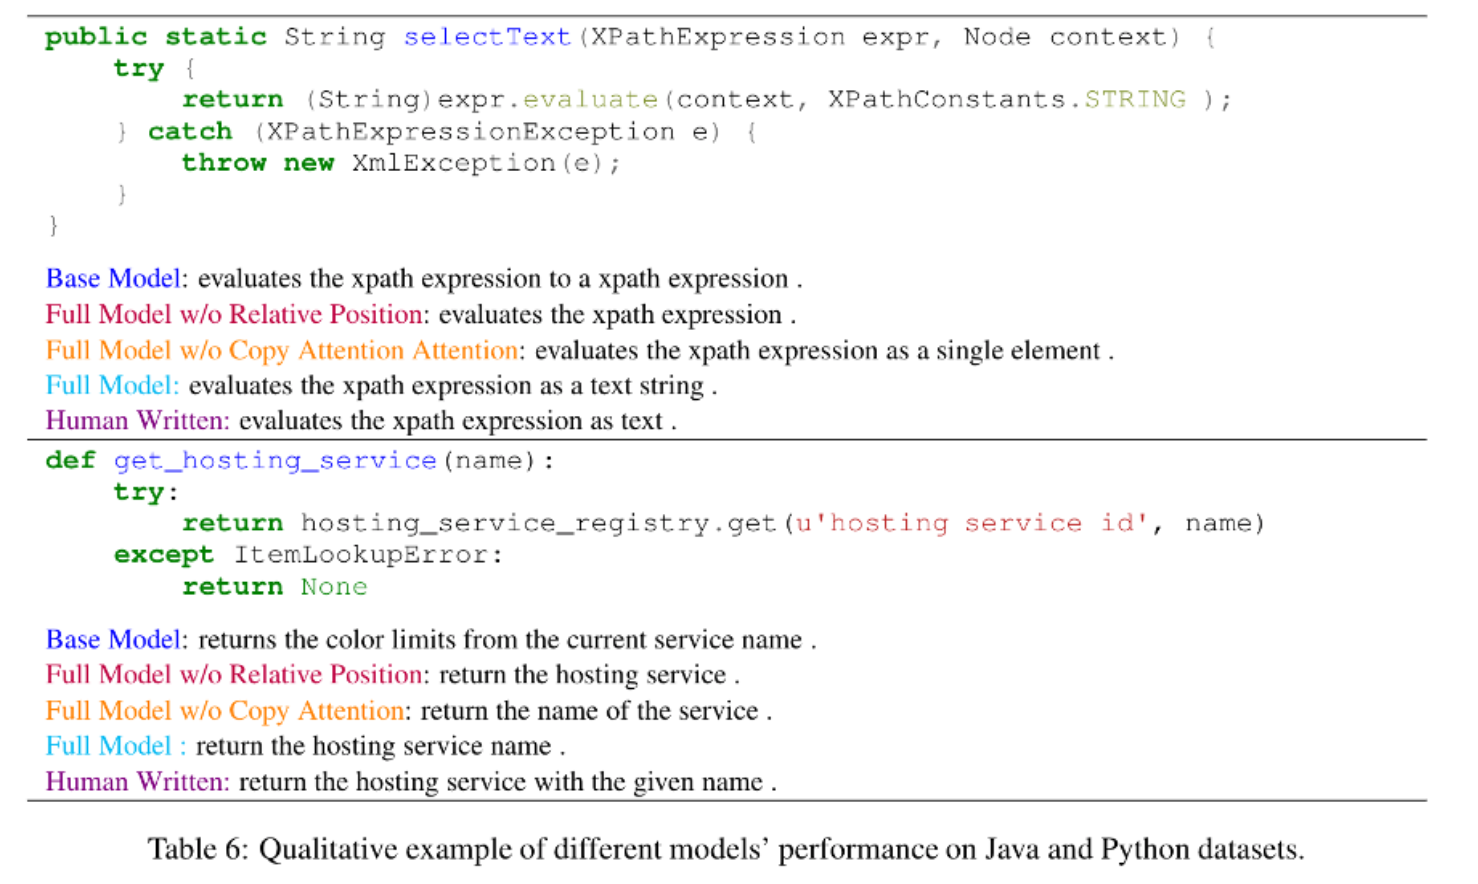 public static String selectText(XPathExpression expr, Node context) {
    try {
        return (String)expr.evaluate(context, XPathConstants.STRING );
    } catch (XPathExpressionException e) {
        throw new XmlException(e);
    }
}
Base Model: evaluates the xpath expression to a xpath expression .
Full Model w/o Relative Position: evaluates the xpath expression .
Full Model w/o Copy Attention Attention: evaluates the xpath expression as a single element .
Full Model: evaluates the xpath expression as a text string .
Human Written: evaluates the xpath expression as text .
def get_hosting_service(name):
    try:
        return hosting_service_registry.get(u'hosting service id', name)
    except ItemLookupError:
        return None
Base Model: returns the color limits from the current service name .
Full Model w/o Relative Position: return the hosting service .
Full Model w/o Copy Attention: return the name of the service .
Full Model : return the hosting service name .
Human Written: return the hosting service with the given name .
Table 6: Qualitative example of different models’ performance on Java and Python datasets.